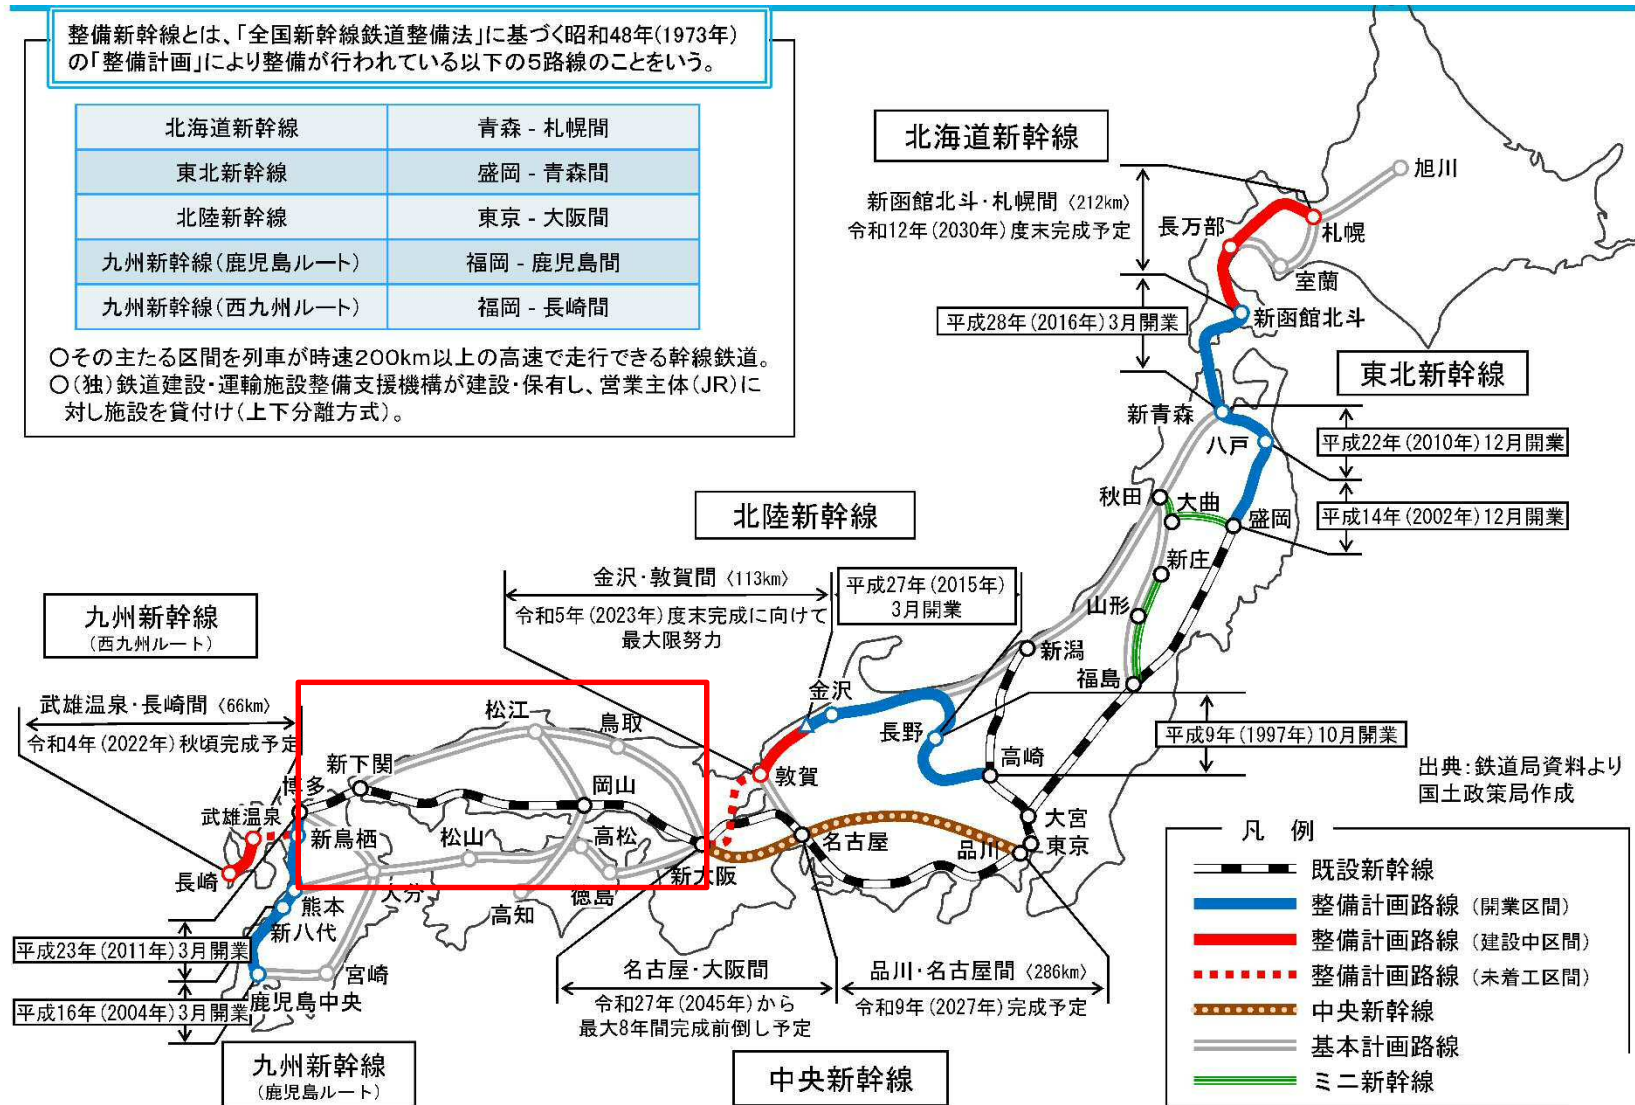 整備新幹線とは、「全国新幹線鉄道整備法」に基づく昭和48年(1973年)
の「整備計画」により整備が行われている以下の5路線のことをいう。
北海道新幹線 青森 - 札幌間
東北新幹線 盛岡 - 青森間
北陸新幹線 東京 - 大阪間
九州新幹線(鹿児島ルート) 福岡 - 鹿児島間
九州新幹線(西九州ルート) 福岡 - 長崎間
○その主たる区間を列車が時速200km以上の高速で走行できる幹線鉄道。
○(独)鉄道建設・運輸施設整備支援機構が建設・保有し、営業主体(JR)に
対し施設を貸付け(上下分離方式)。
北海道新幹線
新函館北斗・札幌間〈212km〉
令和12年(2030年)度末完成予定
旭川
札幌
長万部
室蘭
新函館北斗
平成28年(2016年)3月開業
東北新幹線
新青森
八戸
平成22年(2010年)12月開業
秋田
大曲
盛岡
平成14年(2002年)12月開業
新庄
山形
新潟
福島
北陸新幹線
金沢・敦賀間〈113km〉
令和5年(2023年)度末完成に向けて
最大限努力
平成27年(2015年)
3月開業
金沢
長野
高崎
平成9年(1997年)10月開業
敦賀
大宮
東京
品川
名古屋
新大阪
九州新幹線
(西九州ルート)
武雄温泉・長崎間〈66km〉
令和4年(2022年)秋頃完成予定
松江
鳥取
新下関
博多
岡山
武雄温泉
新鳥栖
松山
高松
長崎
大分
高知
徳島
熊本
新八代
平成23年(2011年)3月開業
宮崎
鹿児島中央
平成16年(2004年)3月開業
九州新幹線
(鹿児島ルート)
名古屋・大阪間
令和27年(2045年)から
最大8年間完成前倒し予定
品川・名古屋間〈286km〉
令和9年(2027年)完成予定
中央新幹線
出典:鉄道局資料より
国土政策局作成
凡 例
既設新幹線
整備計画路線(開業区間)
整備計画路線(建設中区間)
整備計画路線(未着工区間)
中央新幹線
基本計画路線
ミニ新幹線